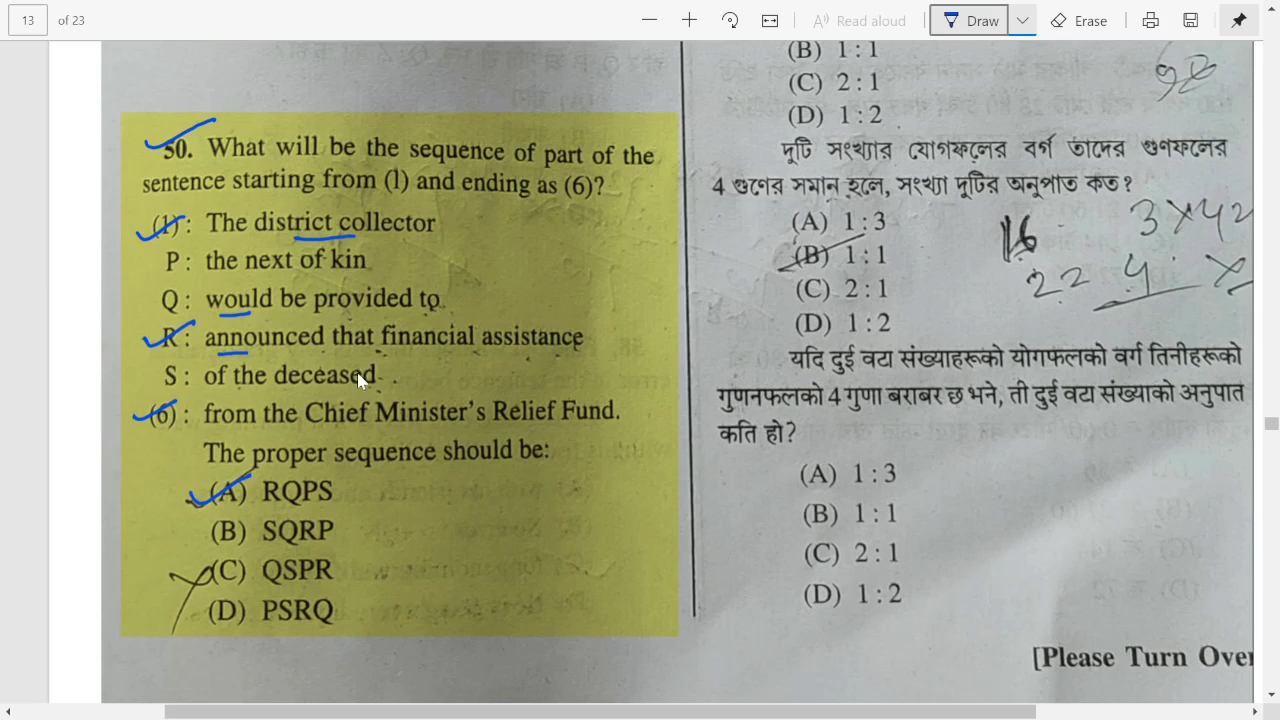 13 of 23
Read aloud
Draw
Erase
50. What will be the sequence of part of the
sentence starting from (1) and ending as (6)?
(1): The district collector
P: the next of kin
Q: would be provided to
R: announced that financial assistance
S: of the deceased
(6): from the Chief Minister's Relief Fund.
The proper sequence should be:
(A) RQPS
(B) SQRP
(C) QSPR
(D) PSRQ
(B) 1:1
(C) 2:1
(D) 1:2
দুটি সংখ্যার যোগফলের বর্গ তাদের গুণফলের
4 গুণের সমান হলে, সংখ্যা দুটির অনুপাত কত?
(A) 1:3
(B) 1:1
(C) 2:1
(D) 1:2
यदि दुई वटा संख्याहरूको योगफलको वर्ग तिनीहरूको
गुणनफलको 4 गुणा बराबर छ भने, ती दुई वटा संख्याको अनुपात
कति हो?
(A) 1:3
(B) 1:1
(C) 2:1
(D) 1:2
16
3 × 42
22 4 ×
[Please Turn Over